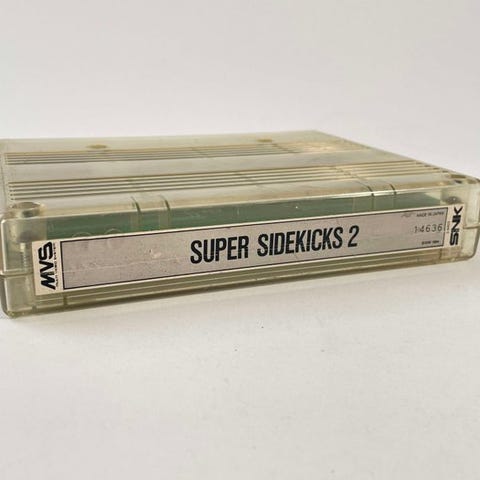 MVS
SUPER SIDEKICKS 2
MADE IN JAPAN
14636
SNK